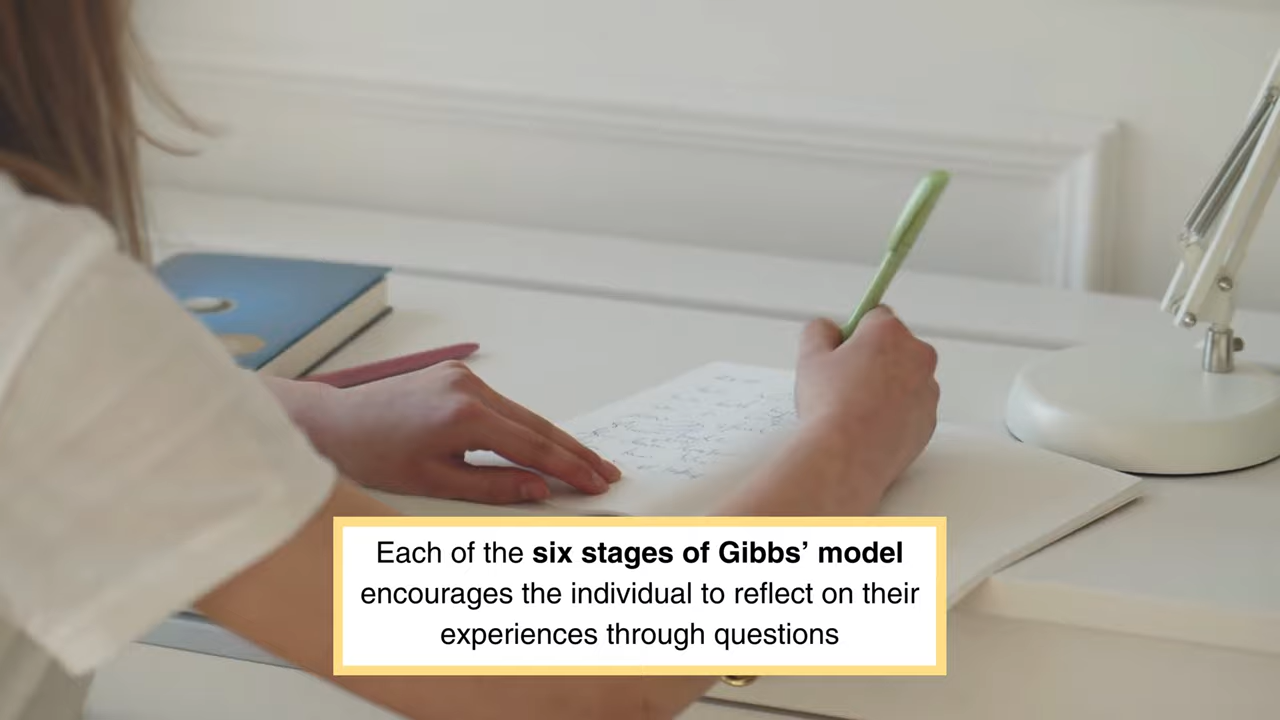 Each of the six stages of Gibbs’ model
encourages the individual to reflect on their
experiences through questions